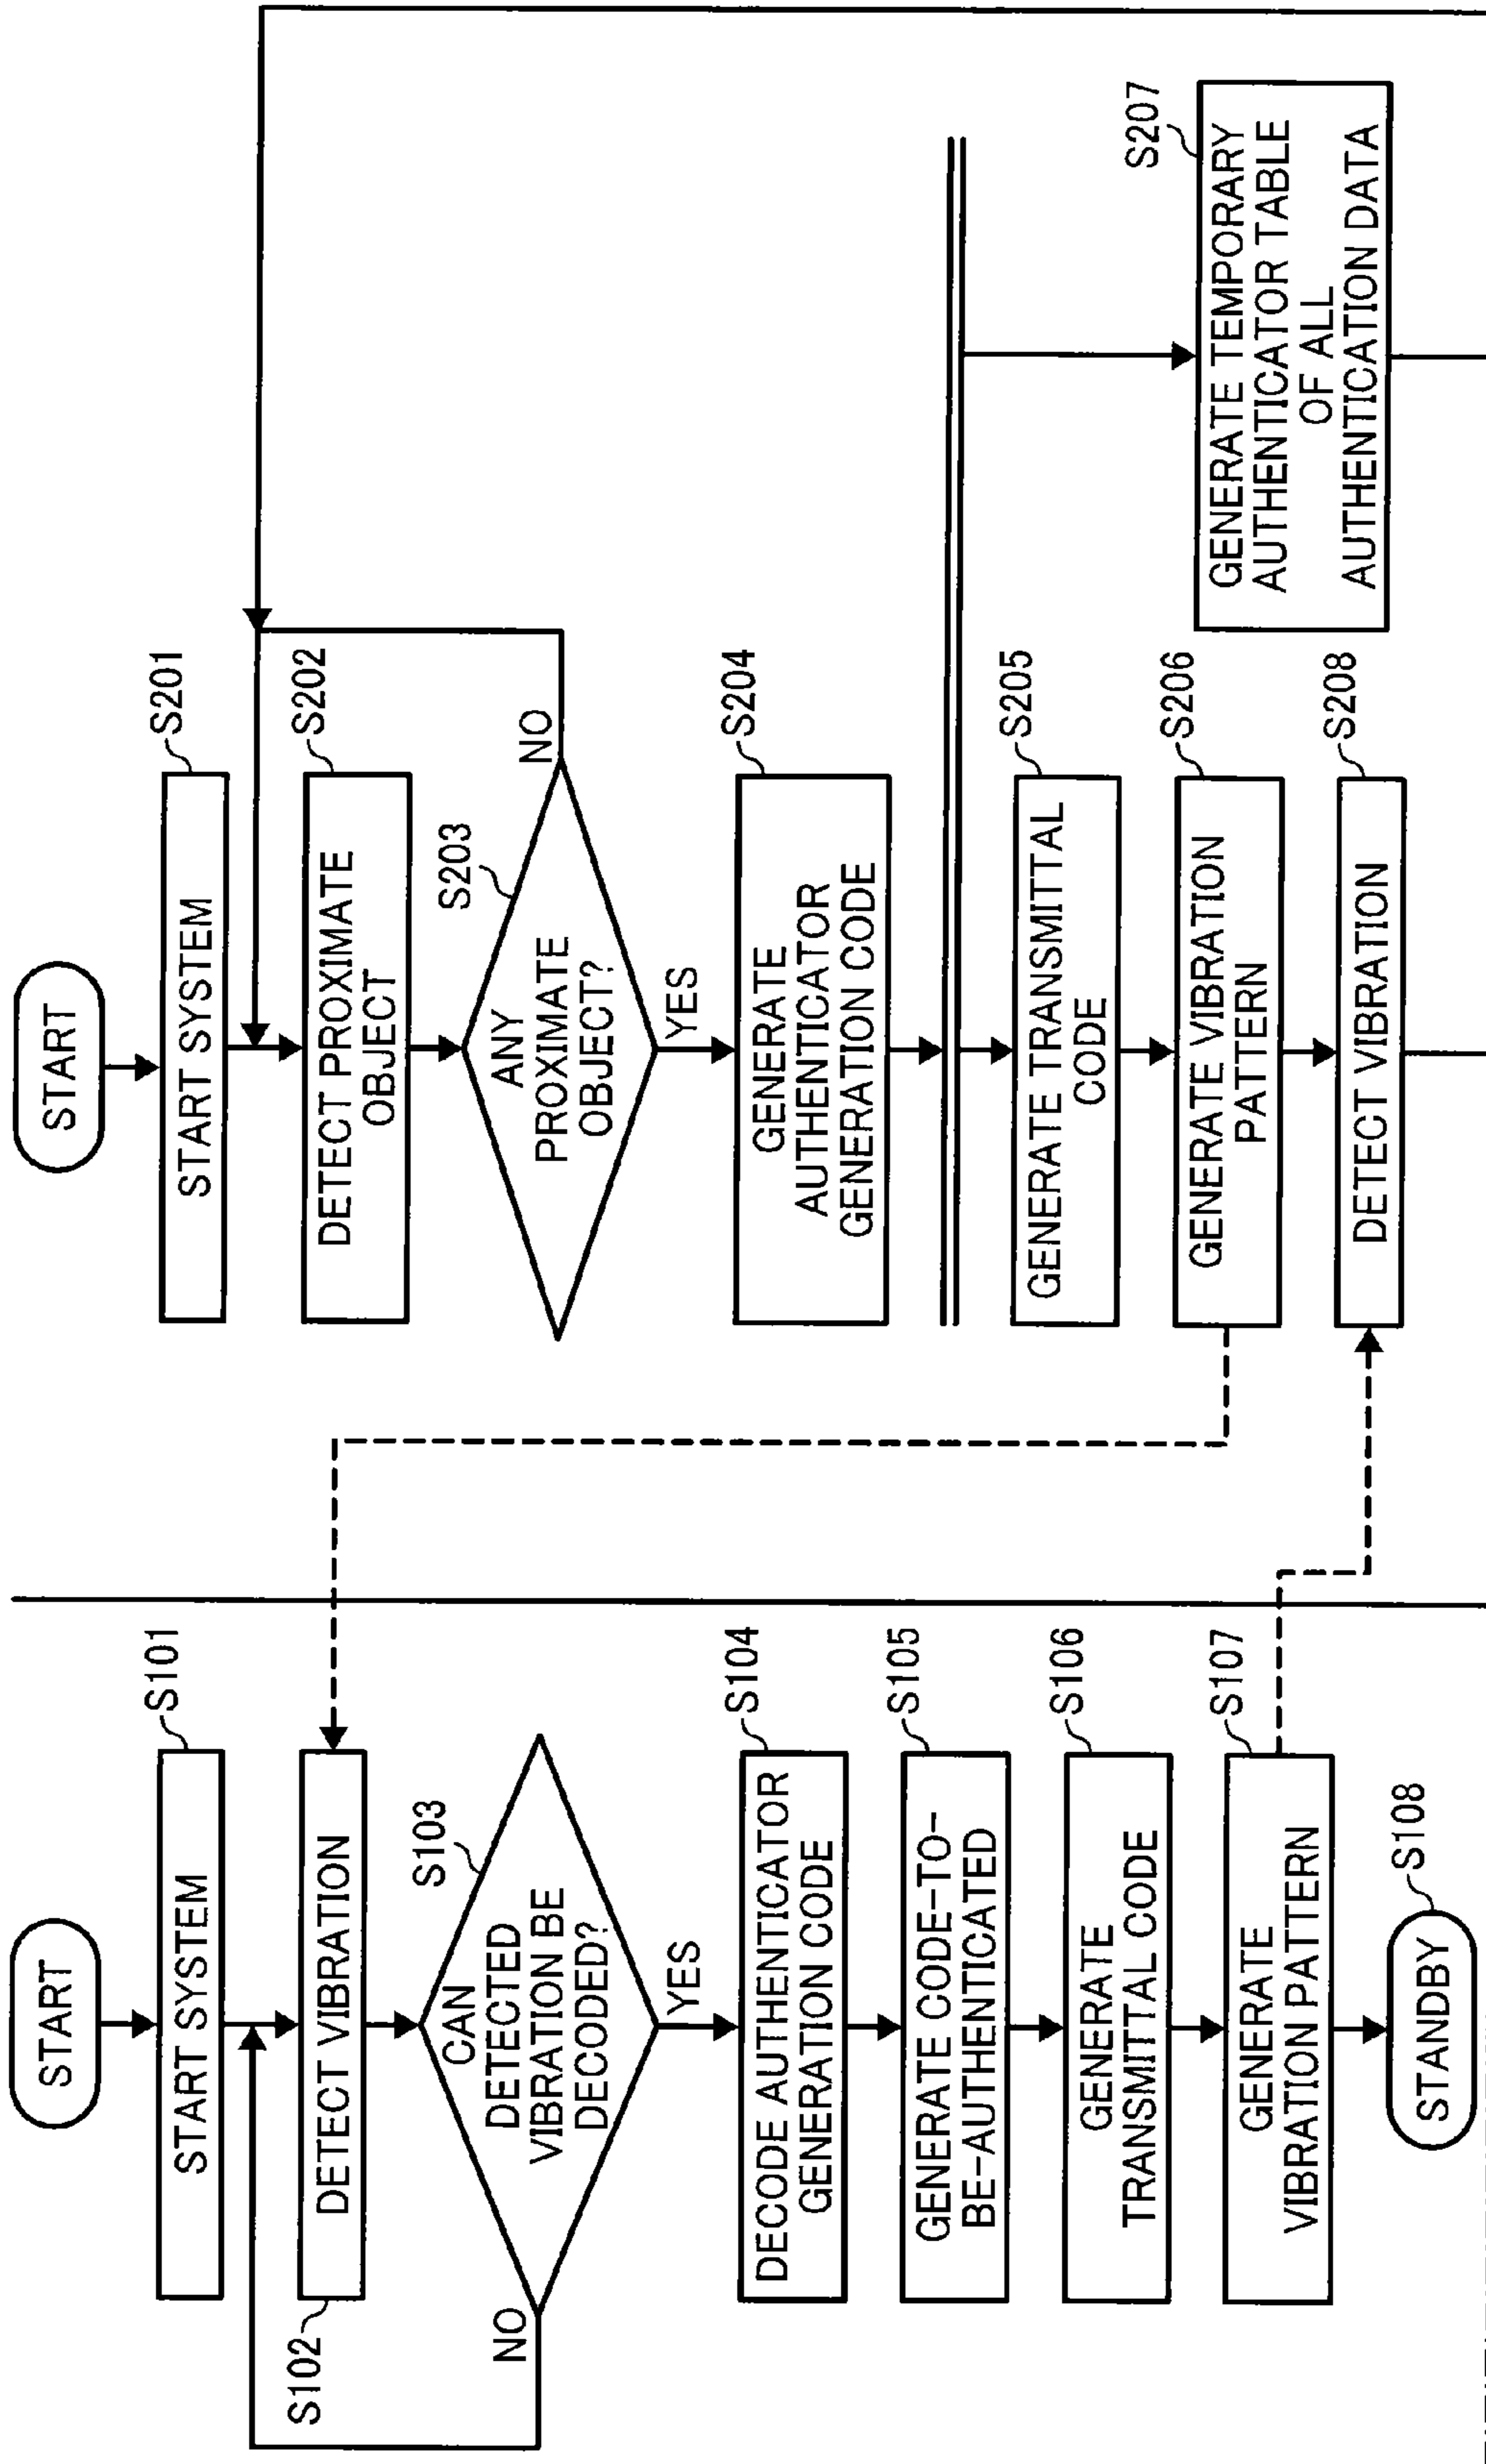 START
START SYSTEM
S101
DETECT VIBRATION
S102
CAN
DETECTED
VIBRATION BE
DECODED?
S103
NO
YES
DECODE AUTHENTICATOR
GENERATION CODE
S104
GENERATE CODE-TO-
BE-AUTHENTICATED
S105
GENERATE
TRANSMITTAL CODE
S106
GENERATE
VIBRATION PATTERN
S107
STANDBY
S108
START
START SYSTEM
S201
DETECT PROXIMATE
OBJECT
S202
ANY
PROXIMATE
OBJECT?
S203
NO
YES
GENERATE
AUTHENTICATOR
GENERATION CODE
S204
GENERATE TRANSMITTAL
CODE
S205
GENERATE VIBRATION
PATTERN
S206
DETECT VIBRATION
S208
GENERATE TEMPORARY
AUTHENTICATOR TABLE
OF ALL
AUTHENTICATION DATA
S207